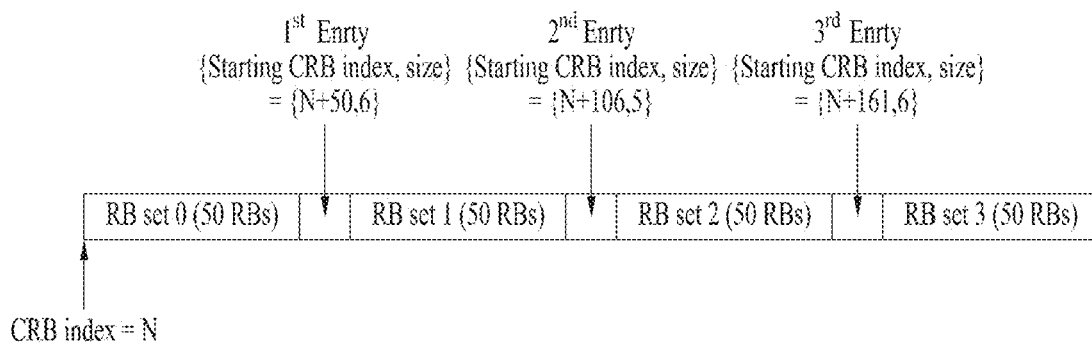 1st Enrty
{Starting CRB index, size}
= {N+50,6}
2nd Enrty
{Starting CRB index, size}
= {N+106,5}
3rd Enrty
{Starting CRB index, size}
= {N+161,6}
RB set 0 (50 RBs)
RB set 1 (50 RBs)
RB set 2 (50 RBs)
RB set 3 (50 RBs)
CRB index = N